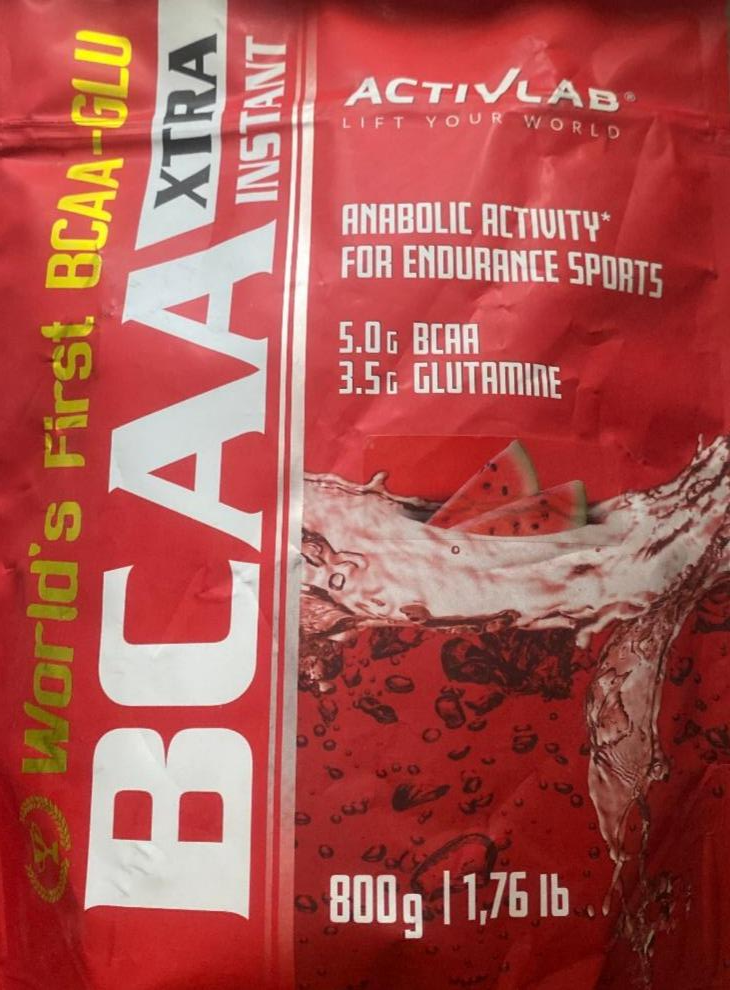 World's First BCAA-GLU
BCAA XTRA
INSTANT
ACTIVLAB®
LIFT YOUR WORLD
ANABOLIC ACTIVITY*
FOR ENDURANCE SPORTS
5.0G BCAA
3.5G GLUTAMINE
800g | 1,76 lb